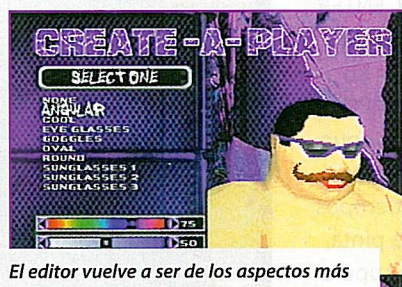 CREATE-A-PLAYER
SELECT ONE
NONE
ANGULAR
COOL
EYE GLASSES
GOGGLES
OVAL
ROUND
SUNGLASSES 1
SUNGLASSES 2
SUNGLASSES 3
75
50
El editor vuelve a ser de los aspectos más